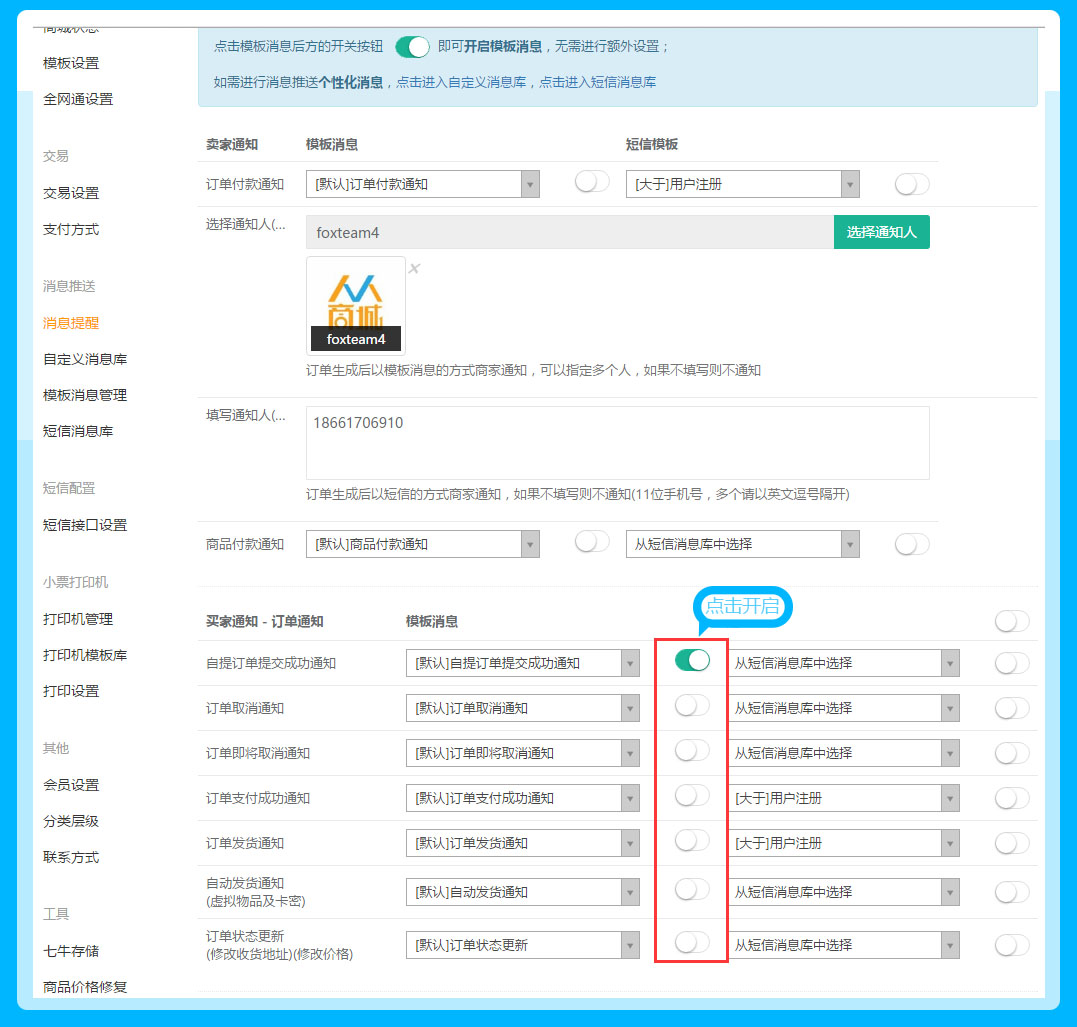 商城状态
模板设置
全网通设置
交易
交易设置
支付方式
消息推送
消息提醒
自定义消息库
模板消息管理
短信消息库
短信配置
短信接口设置
小票打印机
打印机管理
打印机模板库
打印设置
其他
会员设置
分类层级
联系方式
工具
七牛存储
商品价格修复
点击模板消息后方的开关按钮 即可开启模板消息，无需进行额外设置；
如需进行消息推送个性化消息，点击进入自定义消息库，点击进入短信消息库
卖家通知 模板消息 短信模板
订单付款通知 [默认]订单付款通知 [大于]用户注册
选择通知人(... foxteam4 选择通知人
商城
foxteam4
订单生成后以模板消息的方式商家通知，可以指定多个人，如果不填写则不通知
填写通知人(... 18661706910
订单生成后以短信的方式商家通知，如果不填写则不通知(11位手机号，多个请以英文逗号隔开)
商品付款通知 [默认]商品付款通知 从短信消息库中选择
点击开启
买家通知 - 订单通知 模板消息
自提订单提交成功通知 [默认]自提订单提交成功通知 从短信消息库中选择
订单取消通知 [默认]订单取消通知 从短信消息库中选择
订单即将取消通知 [默认]订单即将取消通知 从短信消息库中选择
订单支付成功通知 [默认]订单支付成功通知 [大于]用户注册
订单发货通知 [默认]订单发货通知 [大于]用户注册
自动发货通知
(虚拟物品及卡密) [默认]自动发货通知 从短信消息库中选择
订单状态更新
(修改收货地址)(修改价格) [默认]订单状态更新 从短信消息库中选择